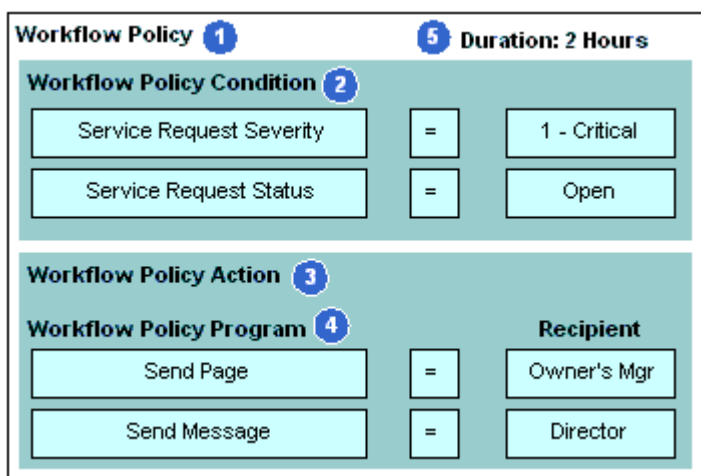 Workflow Policy 1 5 Duration: 2 Hours
Workflow Policy Condition 2
Service Request Severity = 1 - Critical
Service Request Status = Open
Workflow Policy Action 3
Workflow Policy Program 4 Recipient
Send Page = Owner's Mgr
Send Message = Director